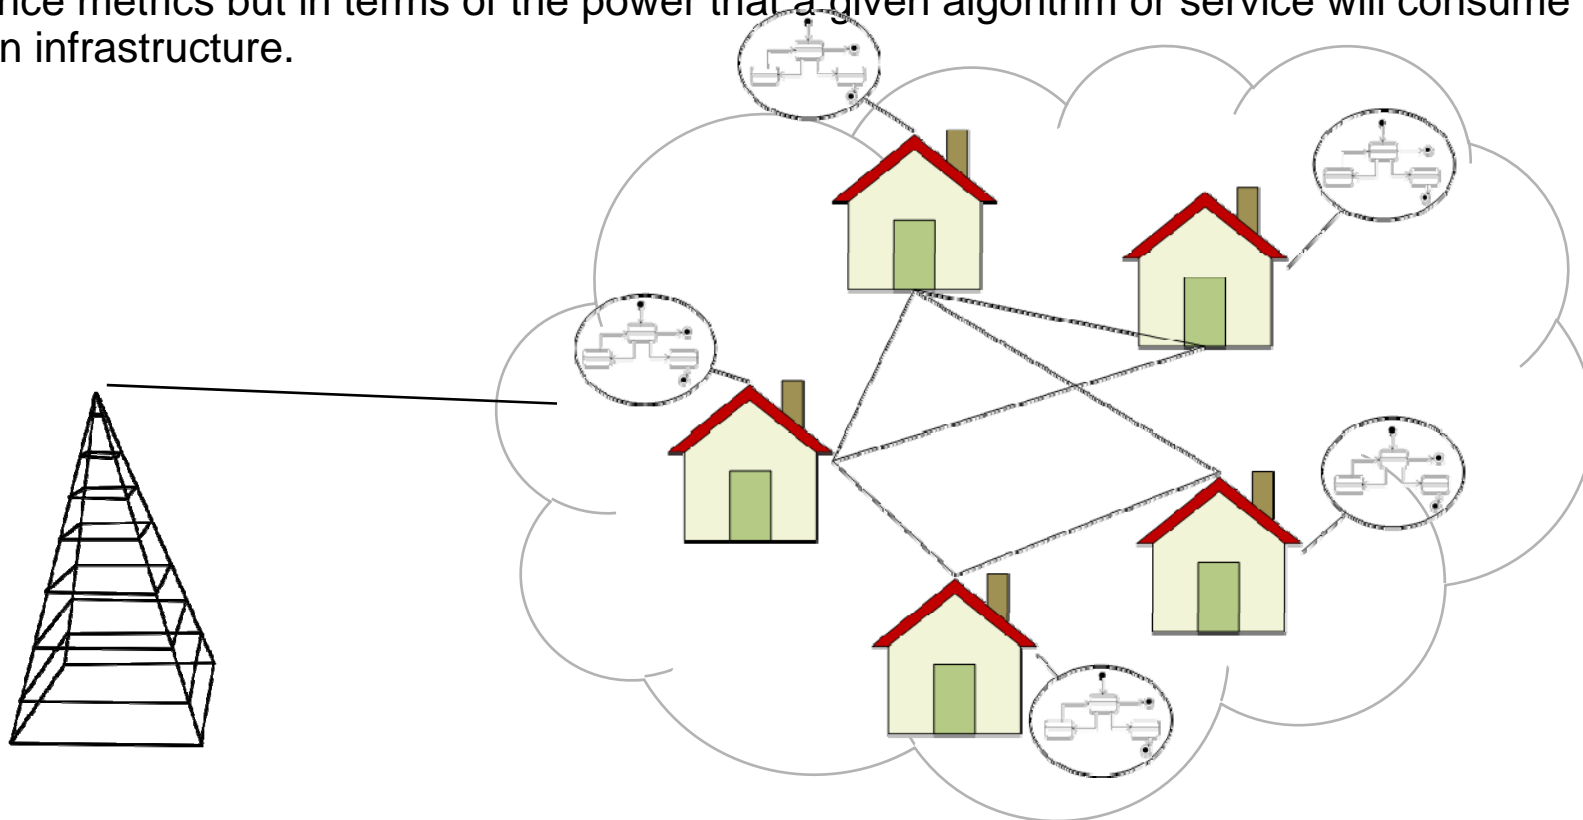 nce metrics but in terms of the power that a given algorithm or service will consume
n infrastructure.